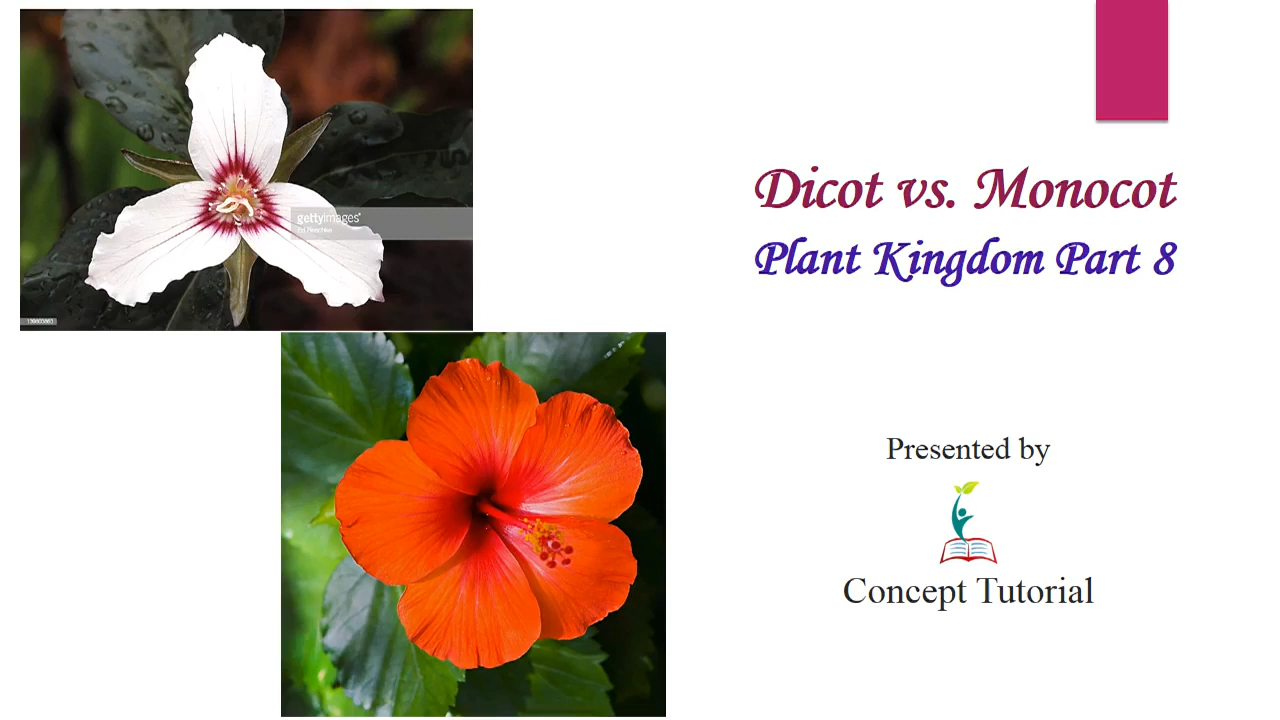 gettyimages®
Dicot vs. Monocot
Plant Kingdom Part 8
Presented by
Concept Tutorial